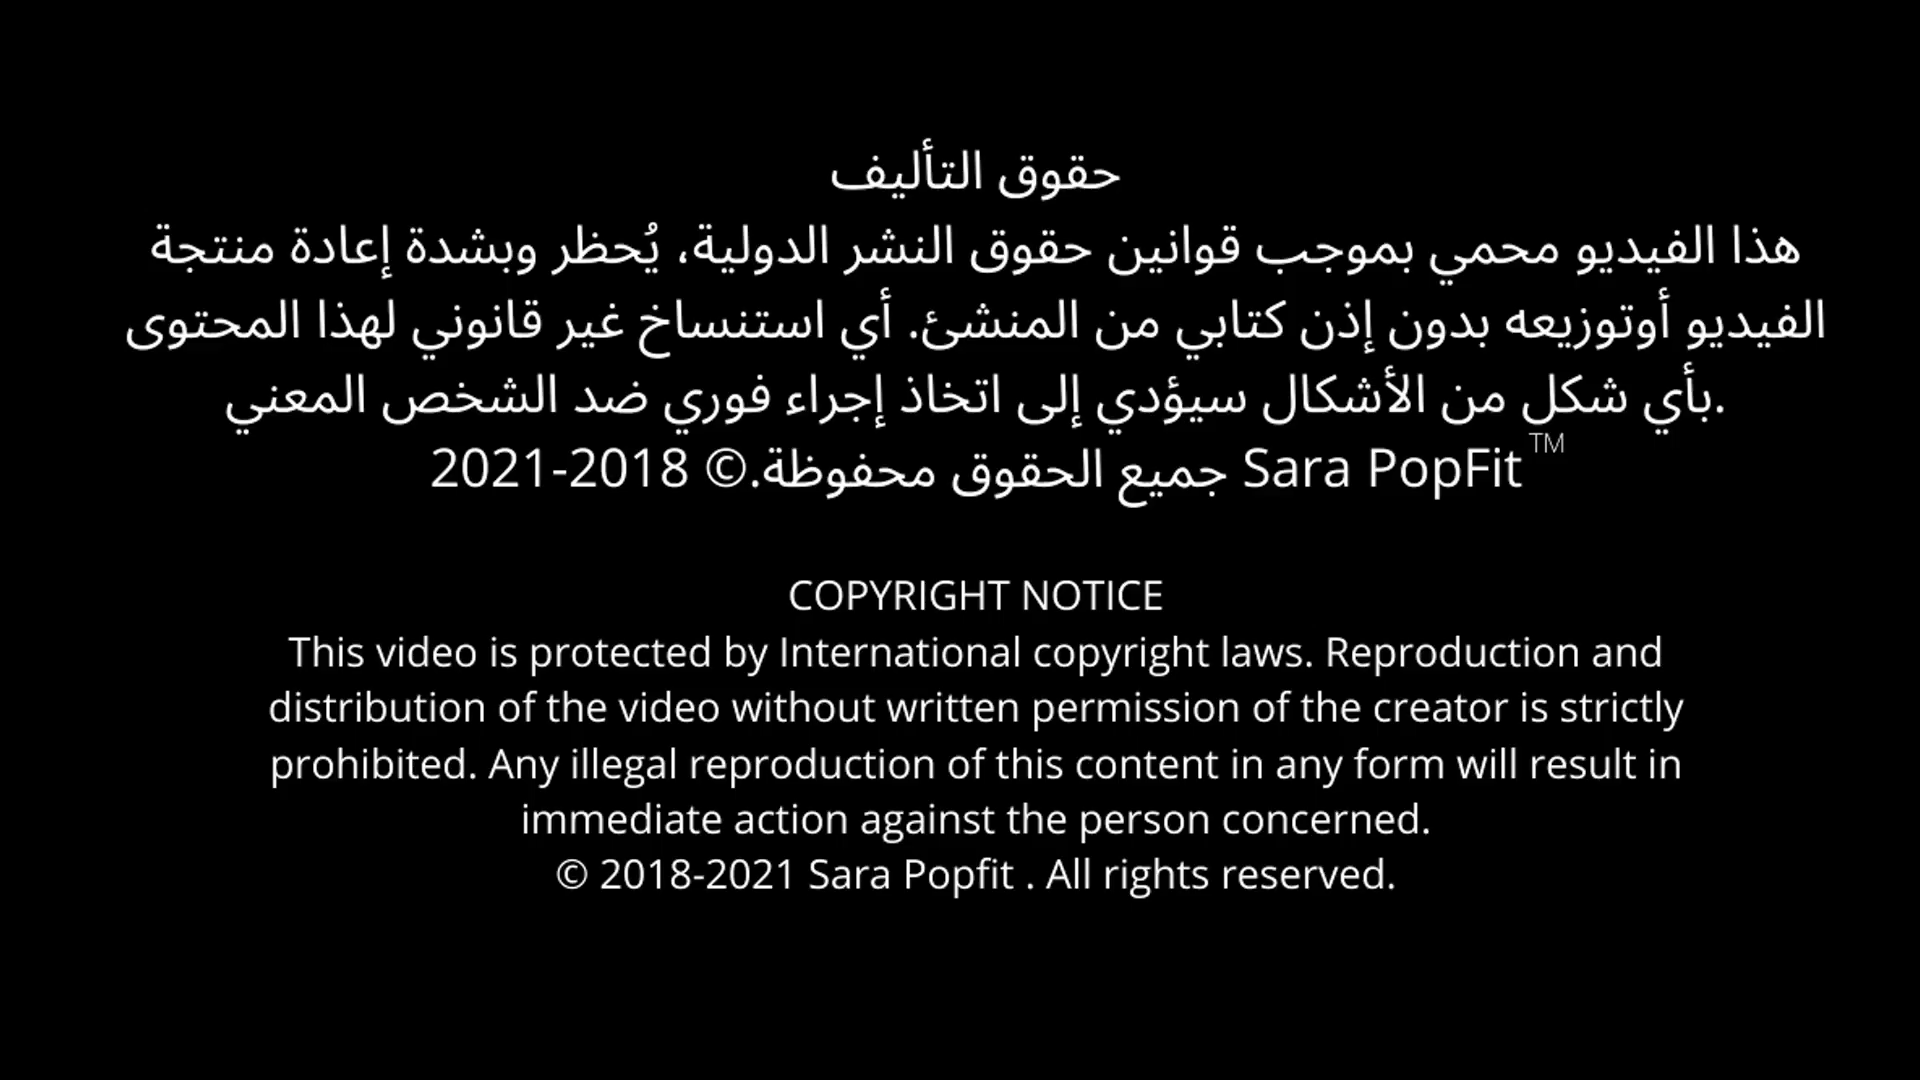 حقوق التأليف
هذا الفيديو محمي بموجب قوانين حقوق النشر الدولية، يُحظر وبشدة إعادة منتجة
الفيديو أوتوزيعه بدون إذن كتابي من المنشئ. أي استنساخ غير قانوني لهذا المحتوى
.بأي شكل من الأشكال سيؤدي إلى اتخاذ إجراء فوري ضد الشخص المعني
2021-2018 ©.جميع الحقوق محفوظة Sara PopFit™
COPYRIGHT NOTICE
This video is protected by International copyright laws. Reproduction and
distribution of the video without written permission of the creator is strictly
prohibited. Any illegal reproduction of this content in any form will result in
immediate action against the person concerned.
© 2018-2021 Sara Popfit . All rights reserved.